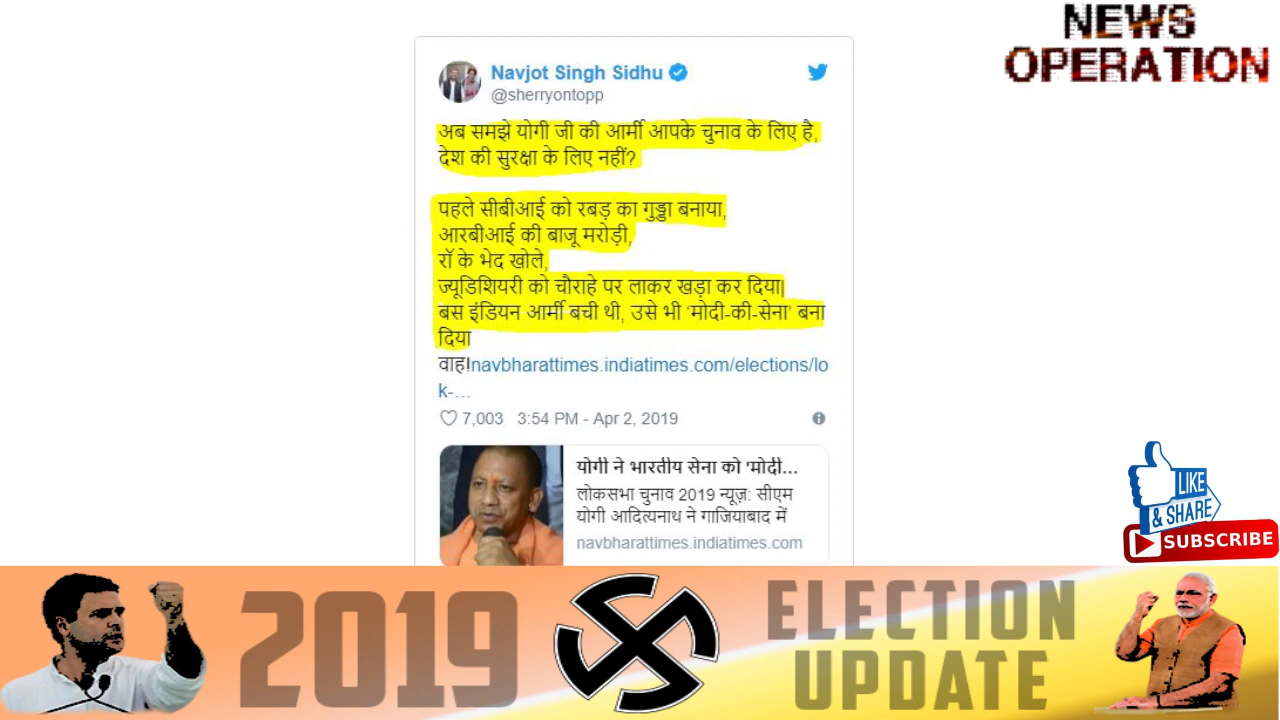 NEWS
OPERATION
Navjot Singh Sidhu
@sherryontopp
अब समझे योगी जी की आर्मी आपके चुनाव के लिए है,
देश की सुरक्षा के लिए नहीं?
पहले सीबीआई को रबड़ का गुड्डा बनाया,
आरबीआई की बाजू मरोड़ी,
रॉ के भेद खोले,
ज्यूडिशियरी को चौराहे पर लाकर खड़ा कर दिया|
बस इंडियन आर्मी बची थी, उसे भी 'मोदी-की-सेना' बना
दिया
वाह!navbharattimes.indiatimes.com/elections/lo
k-…
7,003 3:54 PM - Apr 2, 2019
योगी ने भारतीय सेना को 'मोदी...
लोकसभा चुनाव 2019 न्यूज़: सीएम
योगी आदित्यनाथ ने गाजियाबाद में
navbharattimes.indiatimes.com
LIKE
& SHARE
SUBSCRIBE
2019
ELECTION
UPDATE